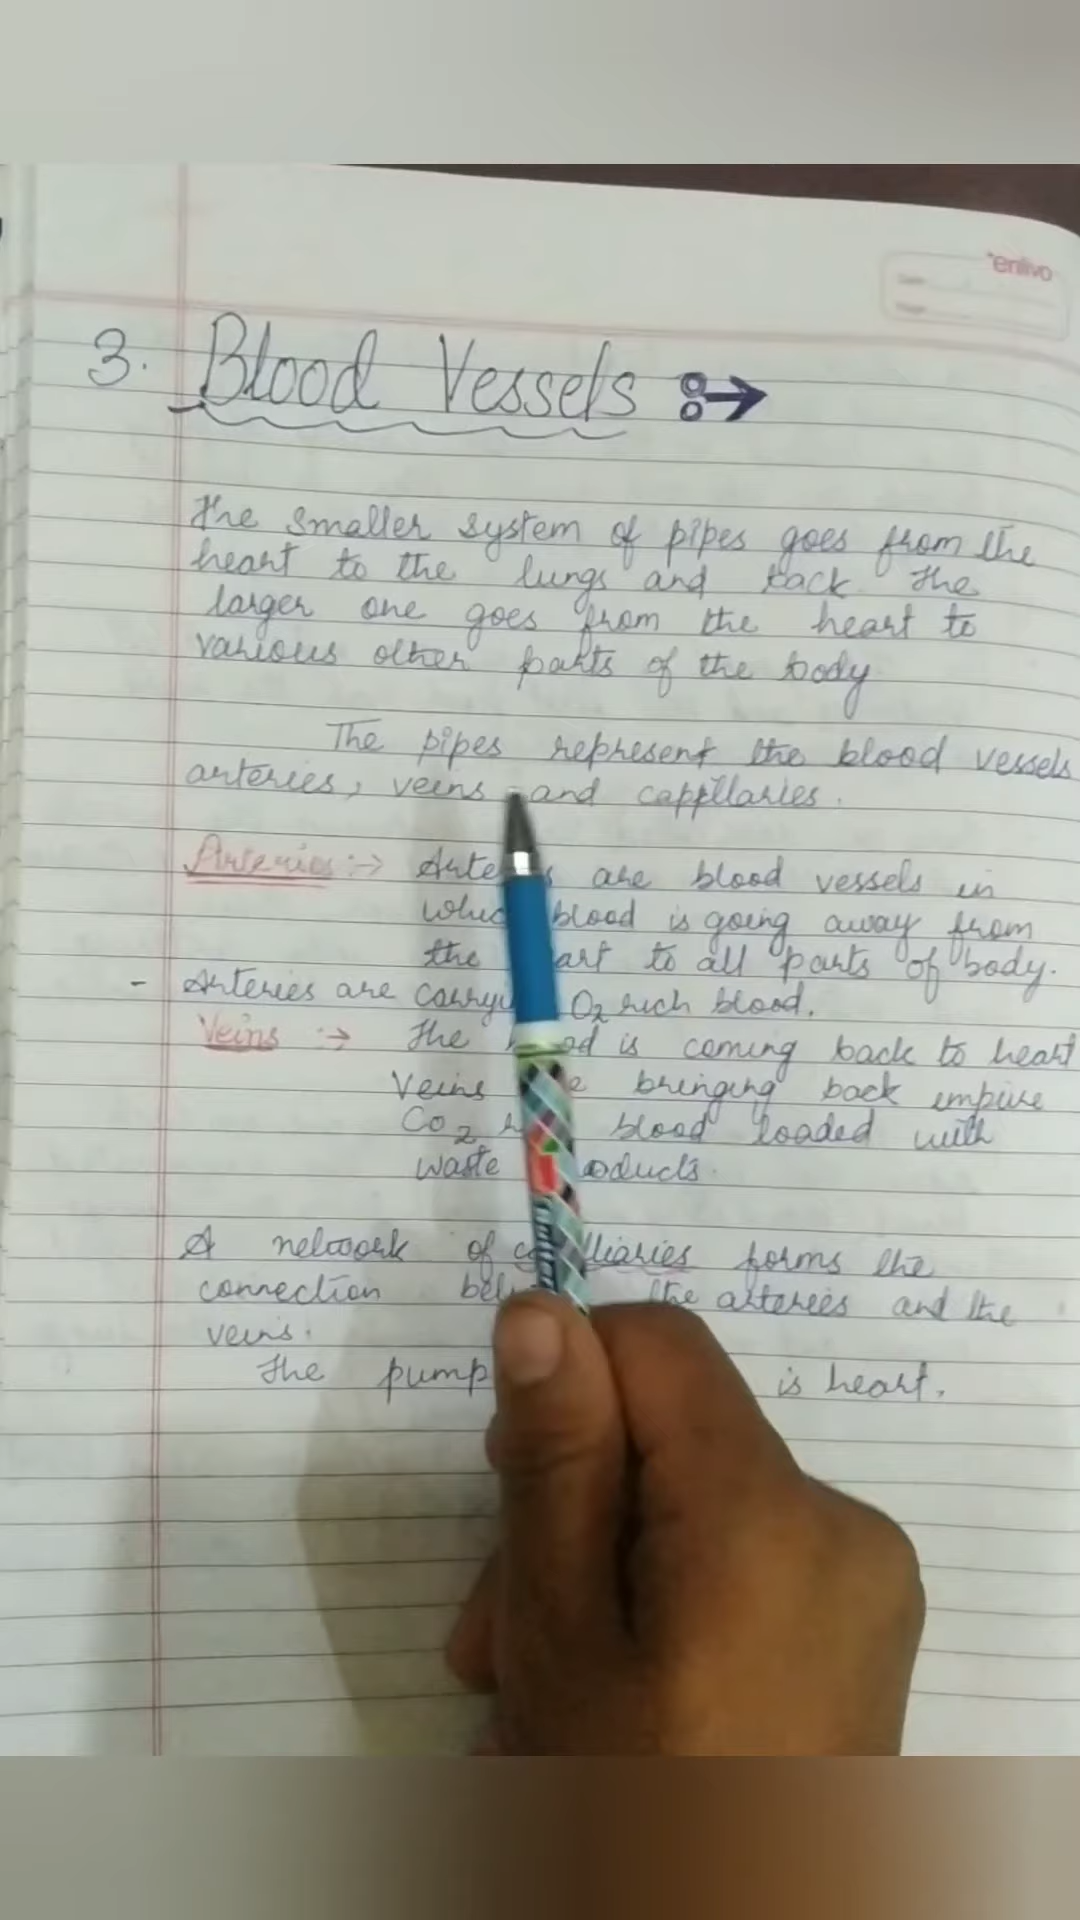 enlivo
3. Blood Vessels
The smaller system of pipes goes from the
heart to the lungs and back. The
larger one goes from the heart to
various other parts of the body
The pipes represent the blood vessels
arteries, veins and capillaries.
Arteries :-> are blood vessels in
blood is going away from
the to all parts of body.
- Arteries are O2 rich blood.
Veins :-> The is coming back to heart
Veins bringing back impure
CO2 blood loaded with
waste
A network of forms the
connection the arteries and the
veins.
The pump is heart.